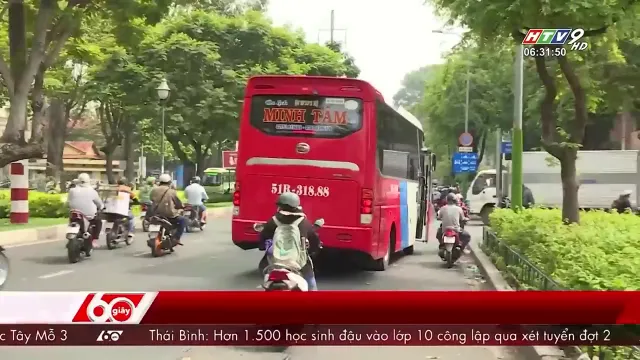 HTV9 HD
06:31:50
MINH TÂM
51B-318.88
60 giây
c Tây Mỗ 3
60
Thái Bình: Hơn 1.500 học sinh đậu vào lớp 10 công lập qua xét tuyển đợt 2